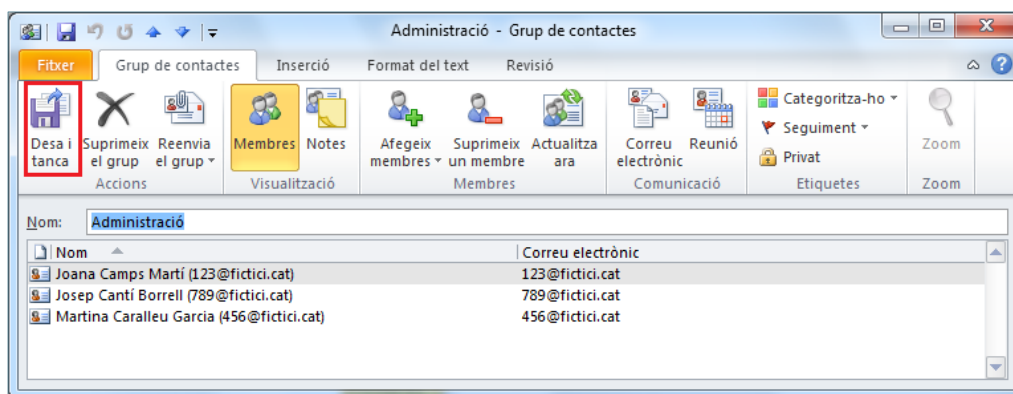 Administració - Grup de contactes
Fitxer Grup de contactes Inserció Format del text Revisió
Desa i tanca Suprimeix el grup Reenvia el grup Membres Notes Afegeix membres Suprimeix un membre Actualitza ara Correu electrònic Reunió Categoritza-ho Seguiment Privat Zoom
Accions Visualització Membres Comunicació Etiquetes Zoom
Nom: Administració
Nom Correu electrònic
Joana Camps Martí (123@fictici.cat) 123@fictici.cat
Josep Cantí Borrell (789@fictici.cat) 789@fictici.cat
Martina Caralleu Garcia (456@fictici.cat) 456@fictici.cat